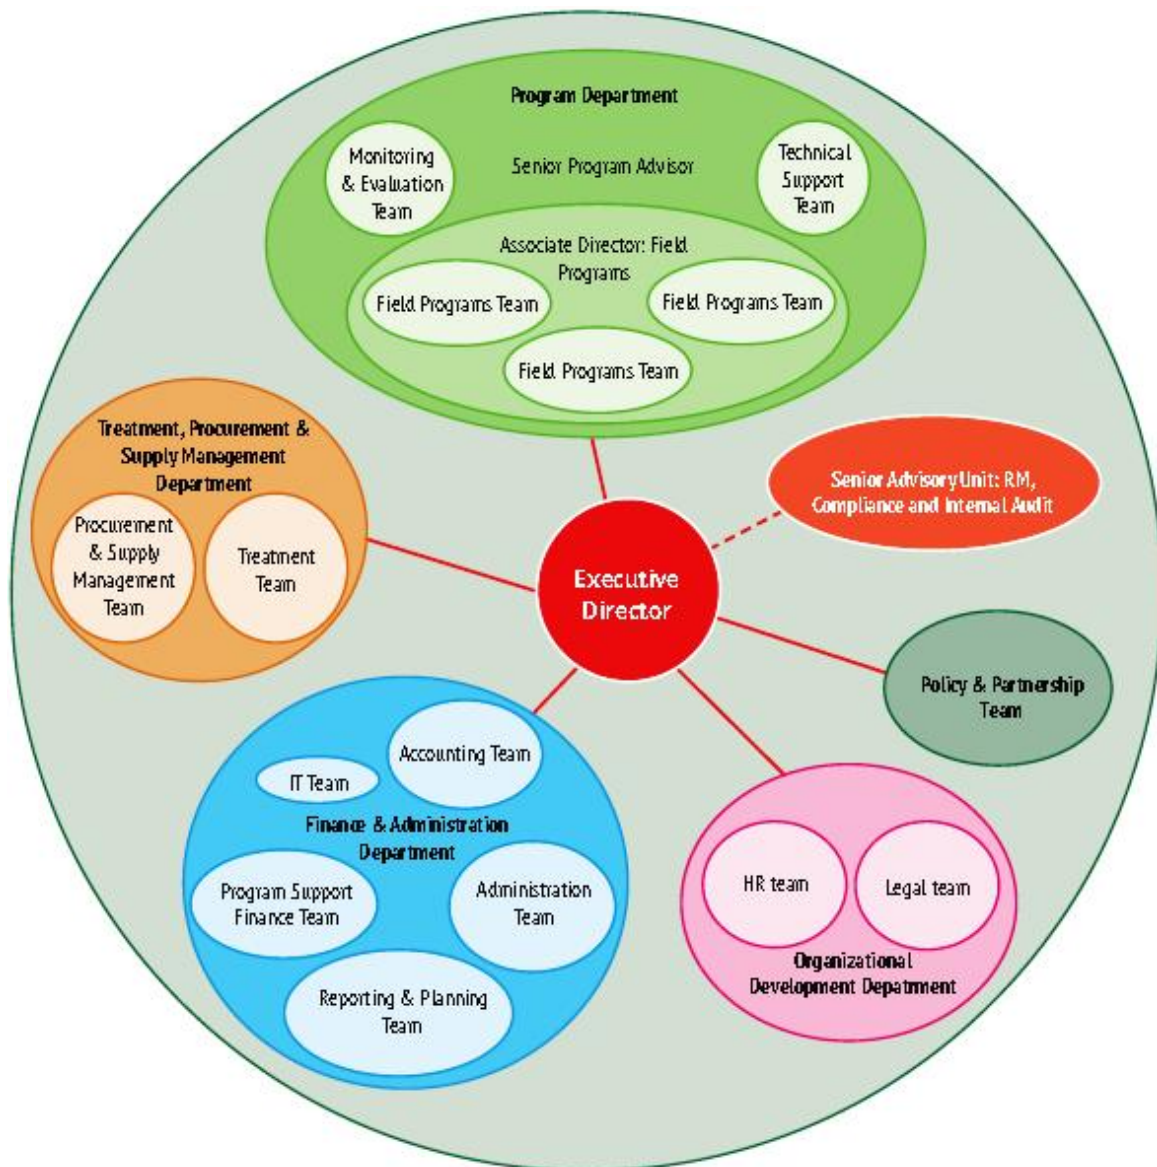 Program Department
Monitoring
& Evaluation
Team
Senior Program Advisor
Technical
Support
Team
Associate Director: Field
Programs
Field Programs Team
Field Programs Team
Field Programs Team
Treatment, Procurement &
Supply Management
Department
Procurement
& Supply
Management
Team
Treatment
Team
Senior Advisory Unit: RM,
Compliance and Internal Audit
Executive
Director
Policy & Partnership
Team
Accounting Team
IT Team
Finance & Administration
Department
Program Support
Finance Team
Administration
Team
Reporting & Planning
Team
HR team
Legal team
Organizational
Development Depatrment